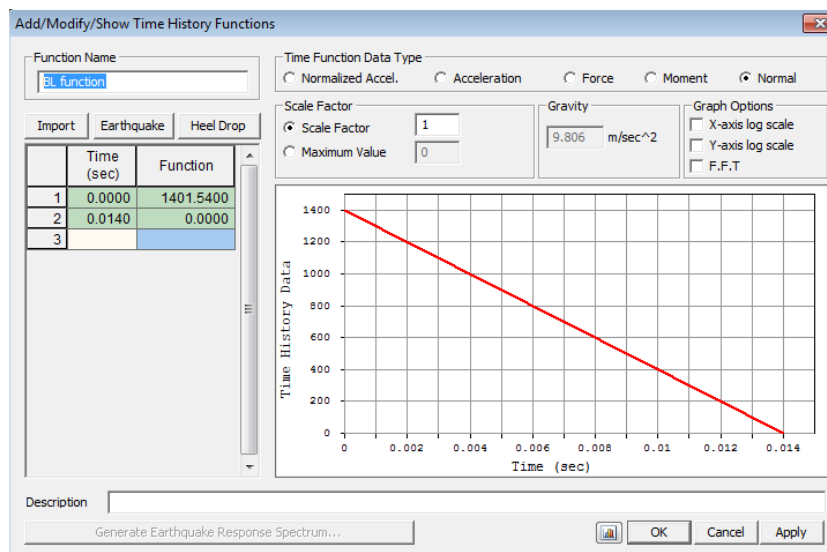 Add/Modify/Show Time History Functions
Function Name
BL function
Time Function Data Type
Normalized Accel.
Acceleration
Force
Moment
Normal
Import
Earthquake
Heel Drop
Scale Factor
Scale Factor
1
Maximum Value
0
Gravity
9.806 m/sec^2
Graph Options
X-axis log scale
Y-axis log scale
F.F.T
Time (sec) Function
1 0.0000 1401.5400
2 0.0140 0.0000
3
Time History Data
1400
1200
1000
800
600
400
200
0
0 0.002 0.004 0.006 0.008 0.01 0.012 0.014
Time (sec)
Description
Generate Earthquake Response Spectrum...
OK
Cancel
Apply